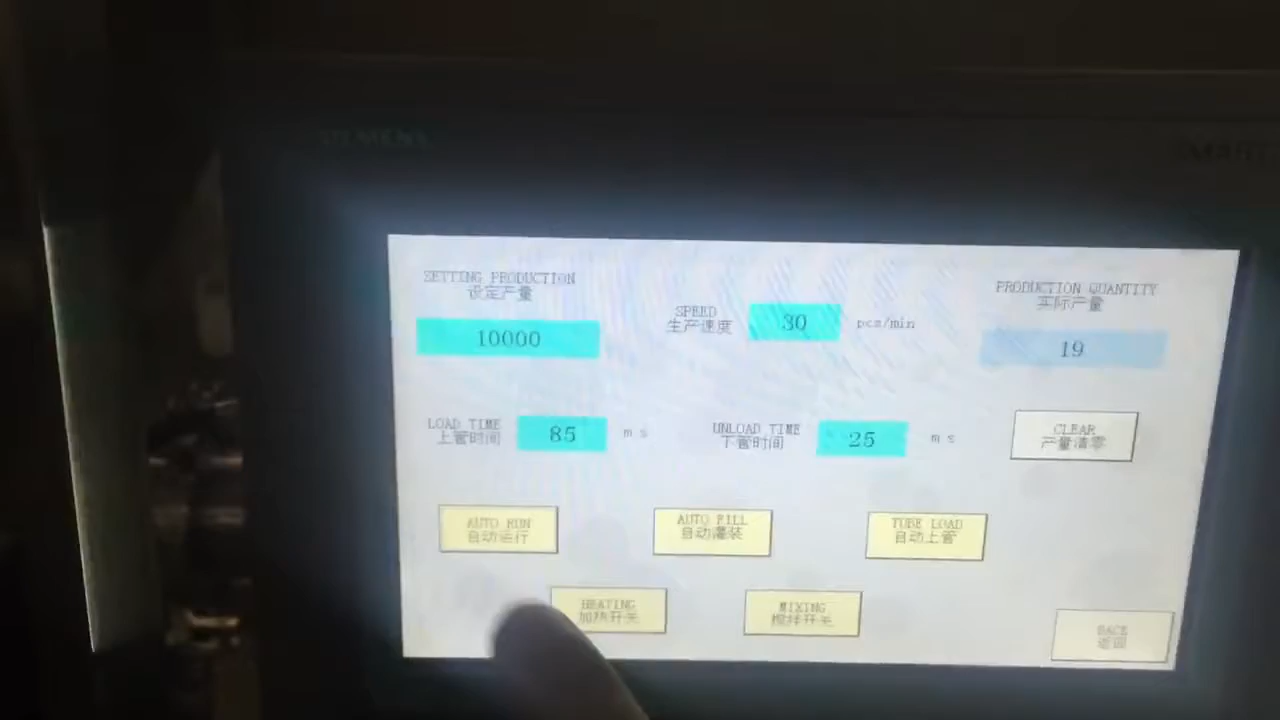 SIEMENS
SMART
SETTING PRODUCTION
设定产量
10000
SPEED
生产速度
30
pcs/min
PRODUCTION QUANTITY
实际产量
19
LOAD TIME
上管时间
85
ms
UNLOAD TIME
下管时间
25
ms
CLEAR
产量清零
AUTO RUN
自动运行
AUTO FILL
自动灌装
TUBE LOAD
自动上管
HEATING
加热开关
MIXING
搅拌开关
BACK
返回